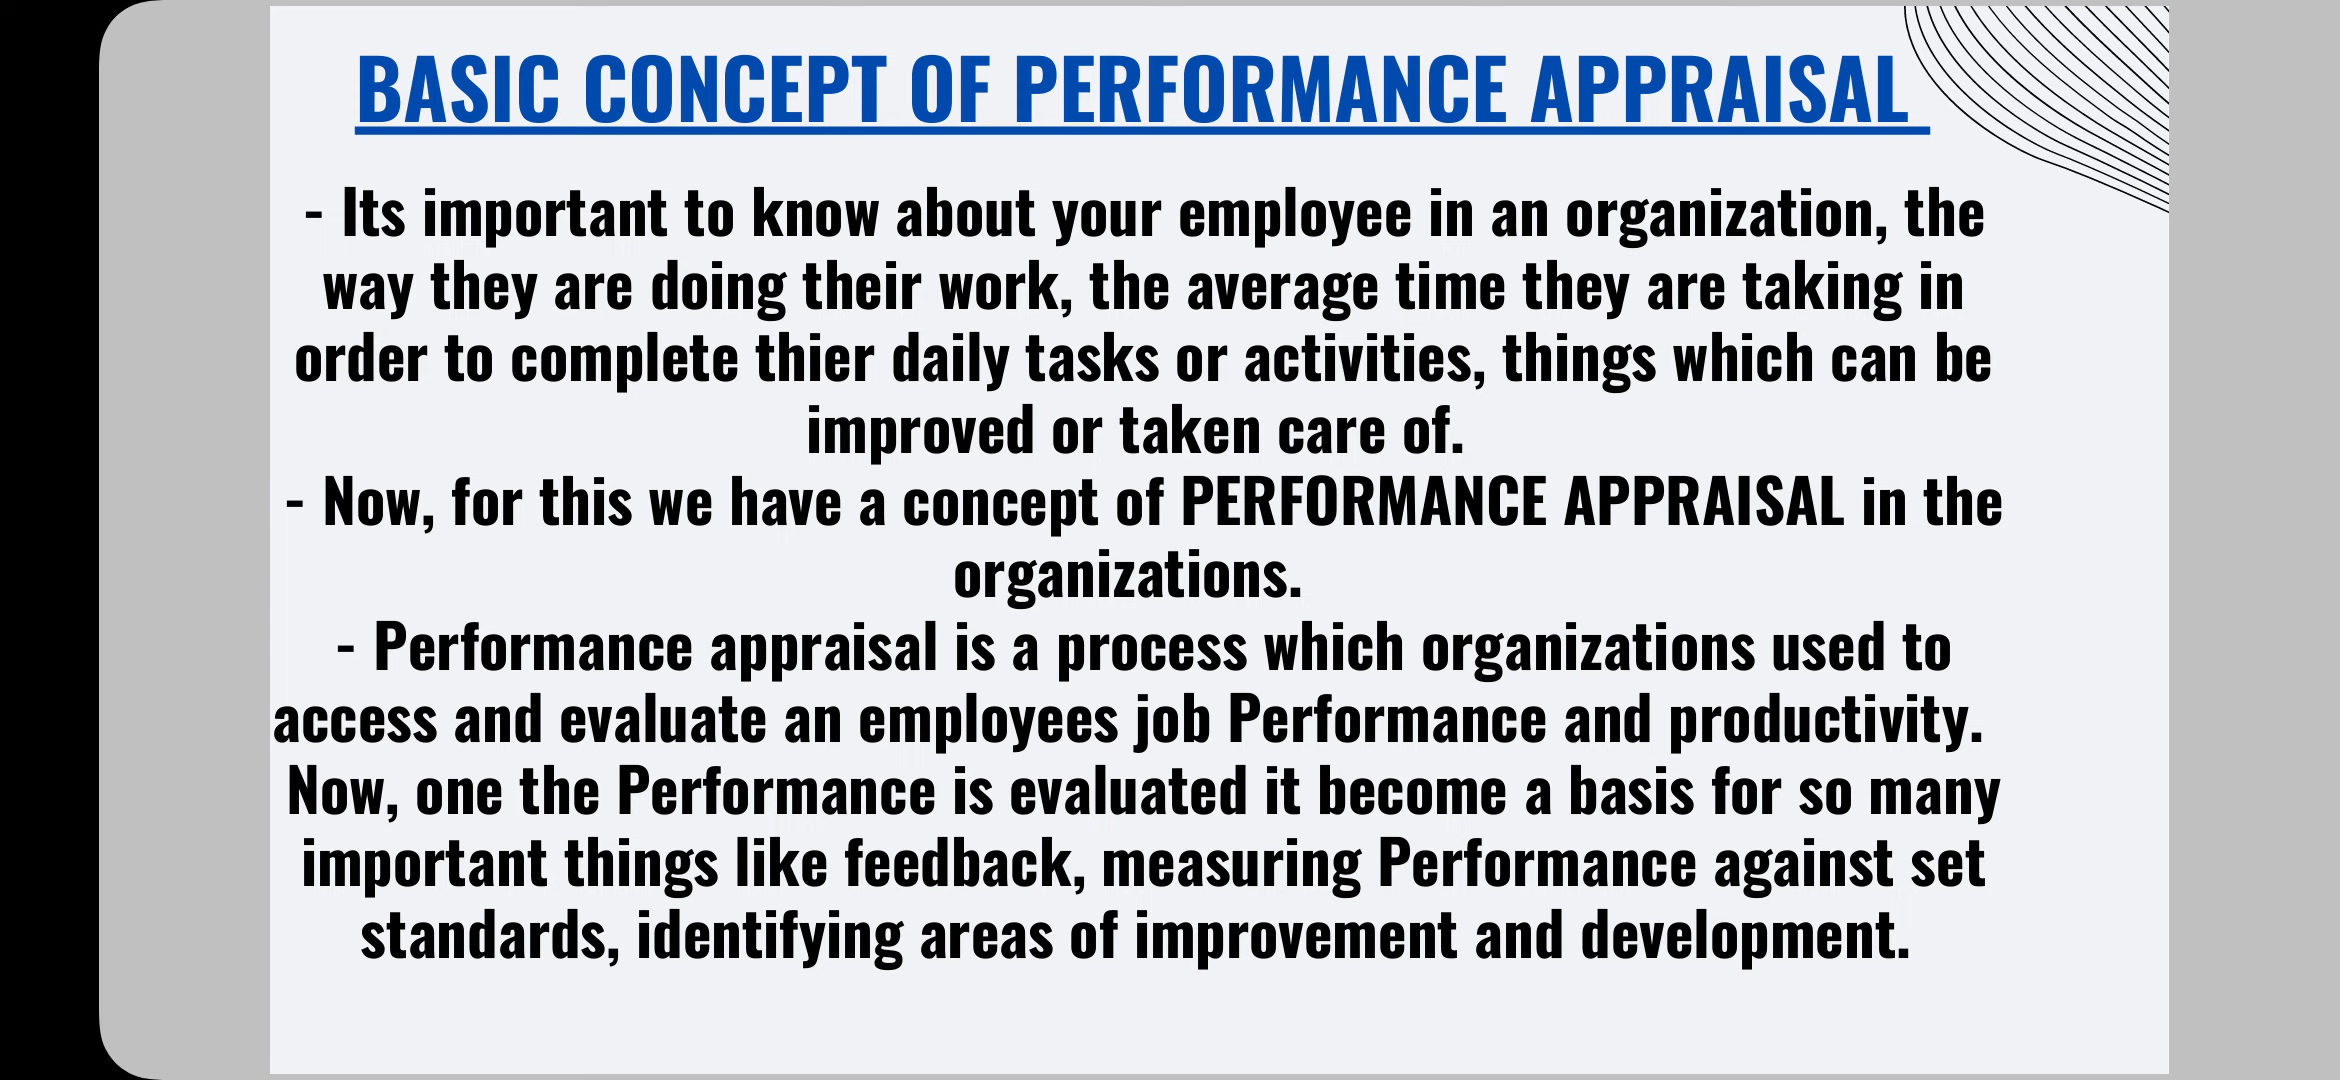 BASIC CONCEPT OF PERFORMANCE APPRAISAL
- Its important to know about your employee in an organization, the
way they are doing their work, the average time they are taking in
order to complete thier daily tasks or activities, things which can be
improved or taken care of.
- Now, for this we have a concept of PERFORMANCE APPRAISAL in the
organizations.
- Performance appraisal is a process which organizations used to
access and evaluate an employees job Performance and productivity.
Now, one the Performance is evaluated it become a basis for so many
important things like feedback, measuring Performance against set
standards, identifying areas of improvement and development.